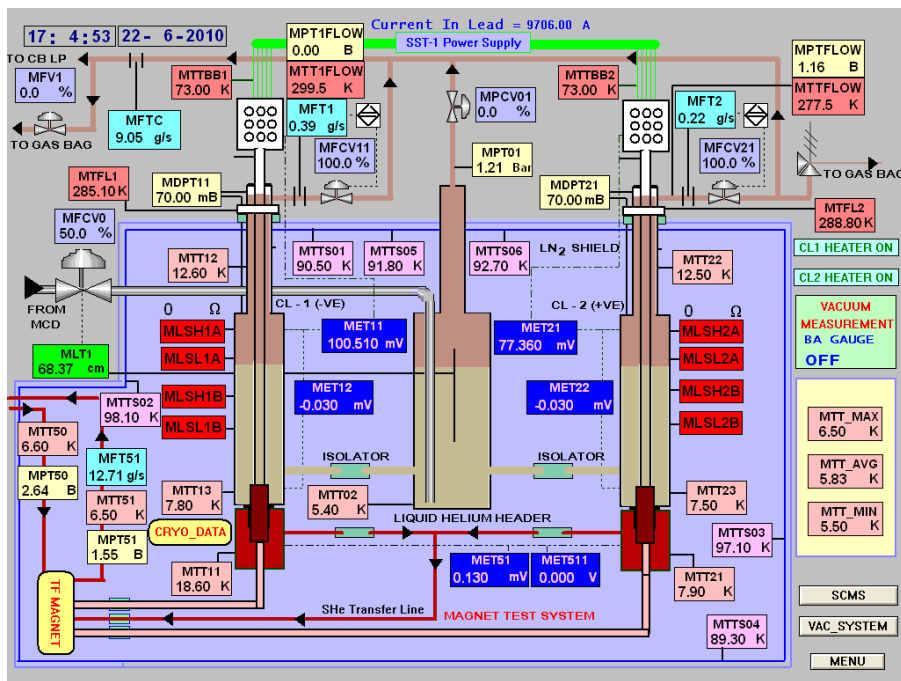 17: 4:53 22- 6-2010
Current In Lead = 9706.00 A
SST-1 Power Supply
MPT1FLOW
0.00 B
MTT1FLOW
299.5 K
MPTFLOW
1.16 B
MTTFLOW
277.5 K
TO CB LP
MFV1
0.0 %
TO GAS BAG
MFTC
9.05 g/s
MTTBB1
73.00 K
MFT1
0.39 g/s
MFCV11
100.0 %
MPCV01
0.0 %
MTTBB2
73.00 K
MFT2
0.22 g/s
MFCV21
100.0 %
MPT01
1.21 Bar
TO GAS BAG
MTFL1
285.10 K
MDPT11
70.00 mB
MDPT21
70.00 mB
MTFL2
288.80 K
MFCV0
50.0 %
MTT12
12.60 K
MTTS01
90.50 K
MTTS05
91.80 K
MTTS06
92.70 K
LN2 SHIELD
MTT22
12.50 K
CL1 HEATER ON
CL2 HEATER ON
FROM
MCD
0 Ω
CL - 1 (-VE)
CL - 2 (+VE)
0 Ω
MLSH1A
MLSL1A
MLSH1B
MLSL1B
MET11
100.510 mV
MET21
77.360 mV
MLSH2A
MLSL2A
MLSH2B
MLSL2B
VACUUM
MEASUREMENT
BA GAUGE
OFF
MLT1
68.37 cm
MET12
-0.030 mV
MET22
-0.030 mV
MTTS02
98.10 K
MTT50
6.60 K
MFT51
12.71 g/s
MPT50
2.64 B
MTT51
6.50 K
MPT51
1.55 B
ISOLATOR
ISOLATOR
MTT_MAX
6.50 K
MTT_AVG
5.83 K
MTT_MIN
5.50 K
MTT13
7.80 K
MTT02
5.40 K
MTT23
7.50 K
CRYO_DATA
LIQUID HELIUM HEADER
MTTS03
97.10 K
MTT11
18.60 K
MET51
0.130 mV
MET511
0.000 V
MTT21
7.90 K
TF MAGNET
SHe Transfer Line
MAGNET TEST SYSTEM
MTTS04
89.30 K
SCMS
VAC_SYSTEM
MENU